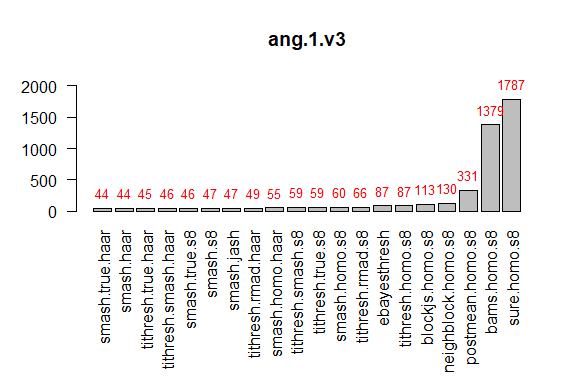 ang.1.v3
2000
1500
1000
500
0
44 44 45 46 46 47 47 49 55 59 59 60 66 87 87 113 130 331 1379 1787
smash.true.haar
smash.haar
tithresh.true.haar
tithresh.smash.haar
smash.true.s8
smash.s8
smash.jash
tithresh.rmad.haar
smash.homo.haar
tithresh.smash.s8
tithresh.true.s8
smash.homo.s8
tithresh.rmad.s8
ebayesthresh
tithresh.homo.s8
blockjs.homo.s8
neighblock.homo.s8
postmean.homo.s8
bams.homo.s8
sure.homo.s8